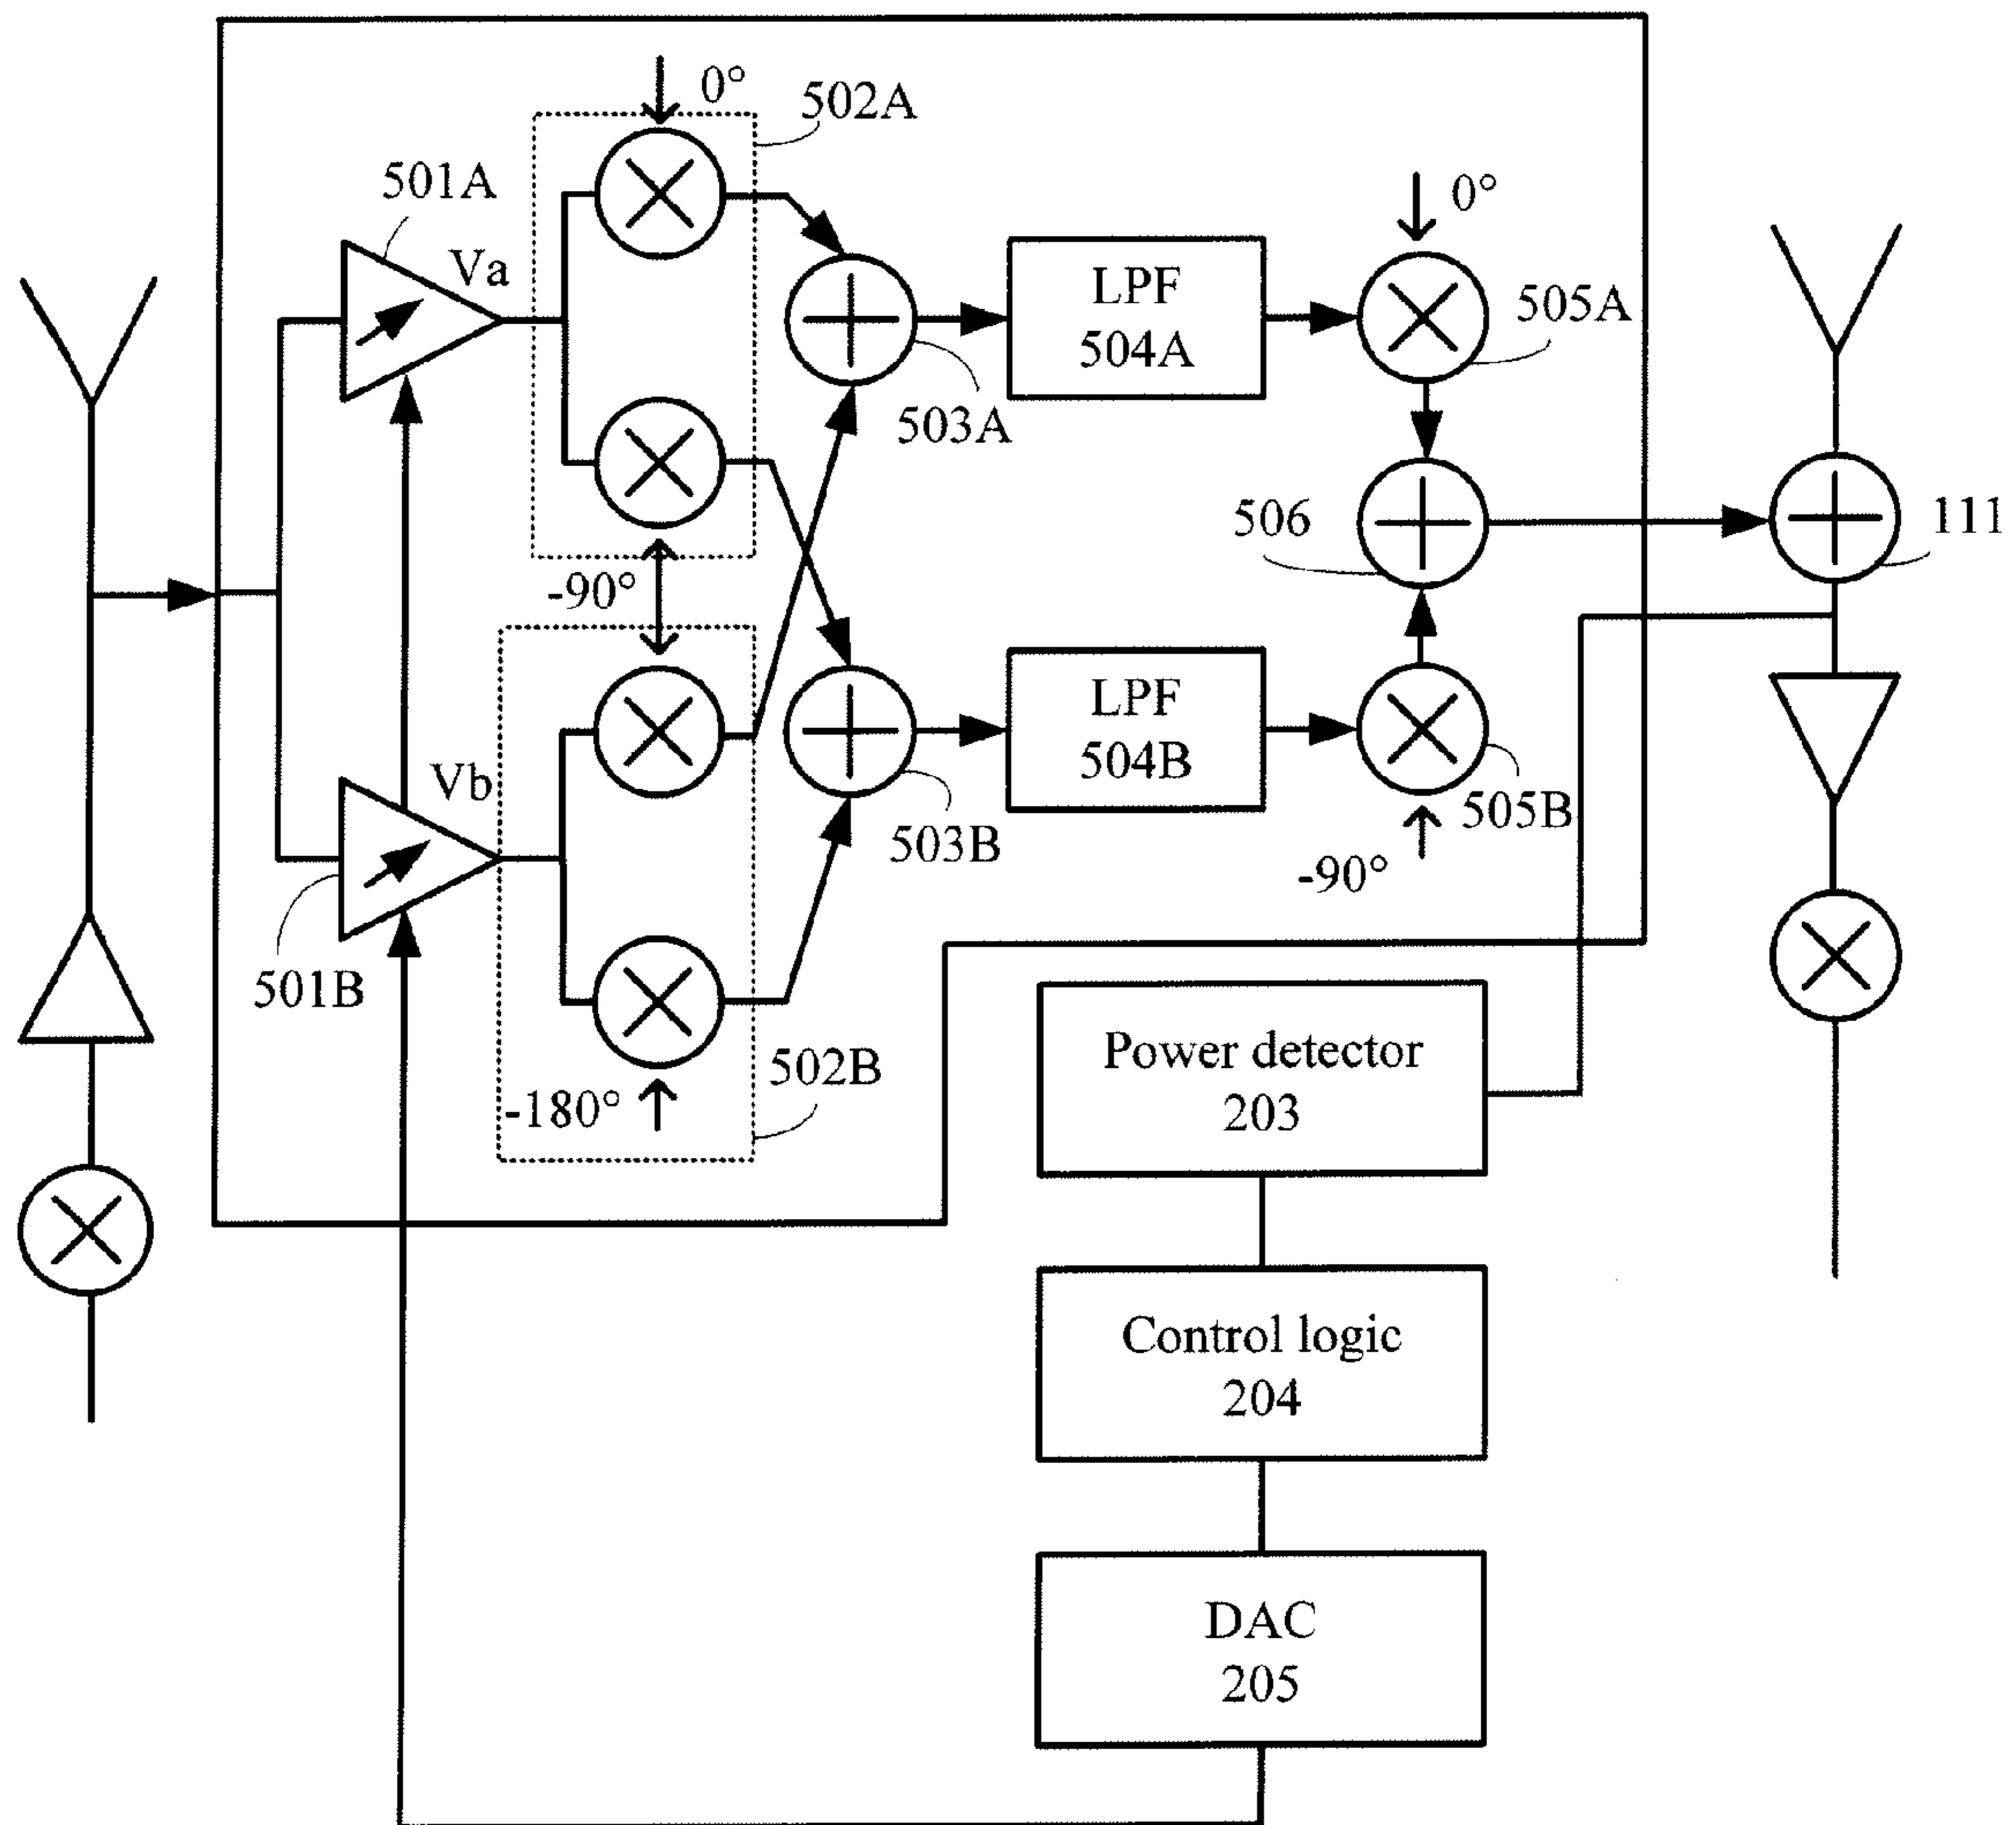 0°
502A
501A
Va
0°
LPF
504A
505A
503A
506
111
-90°
LPF
504B
Vb
505B
503B
-90°
501B
Power detector
203
502B
-180°
Control logic
204
DAC
205